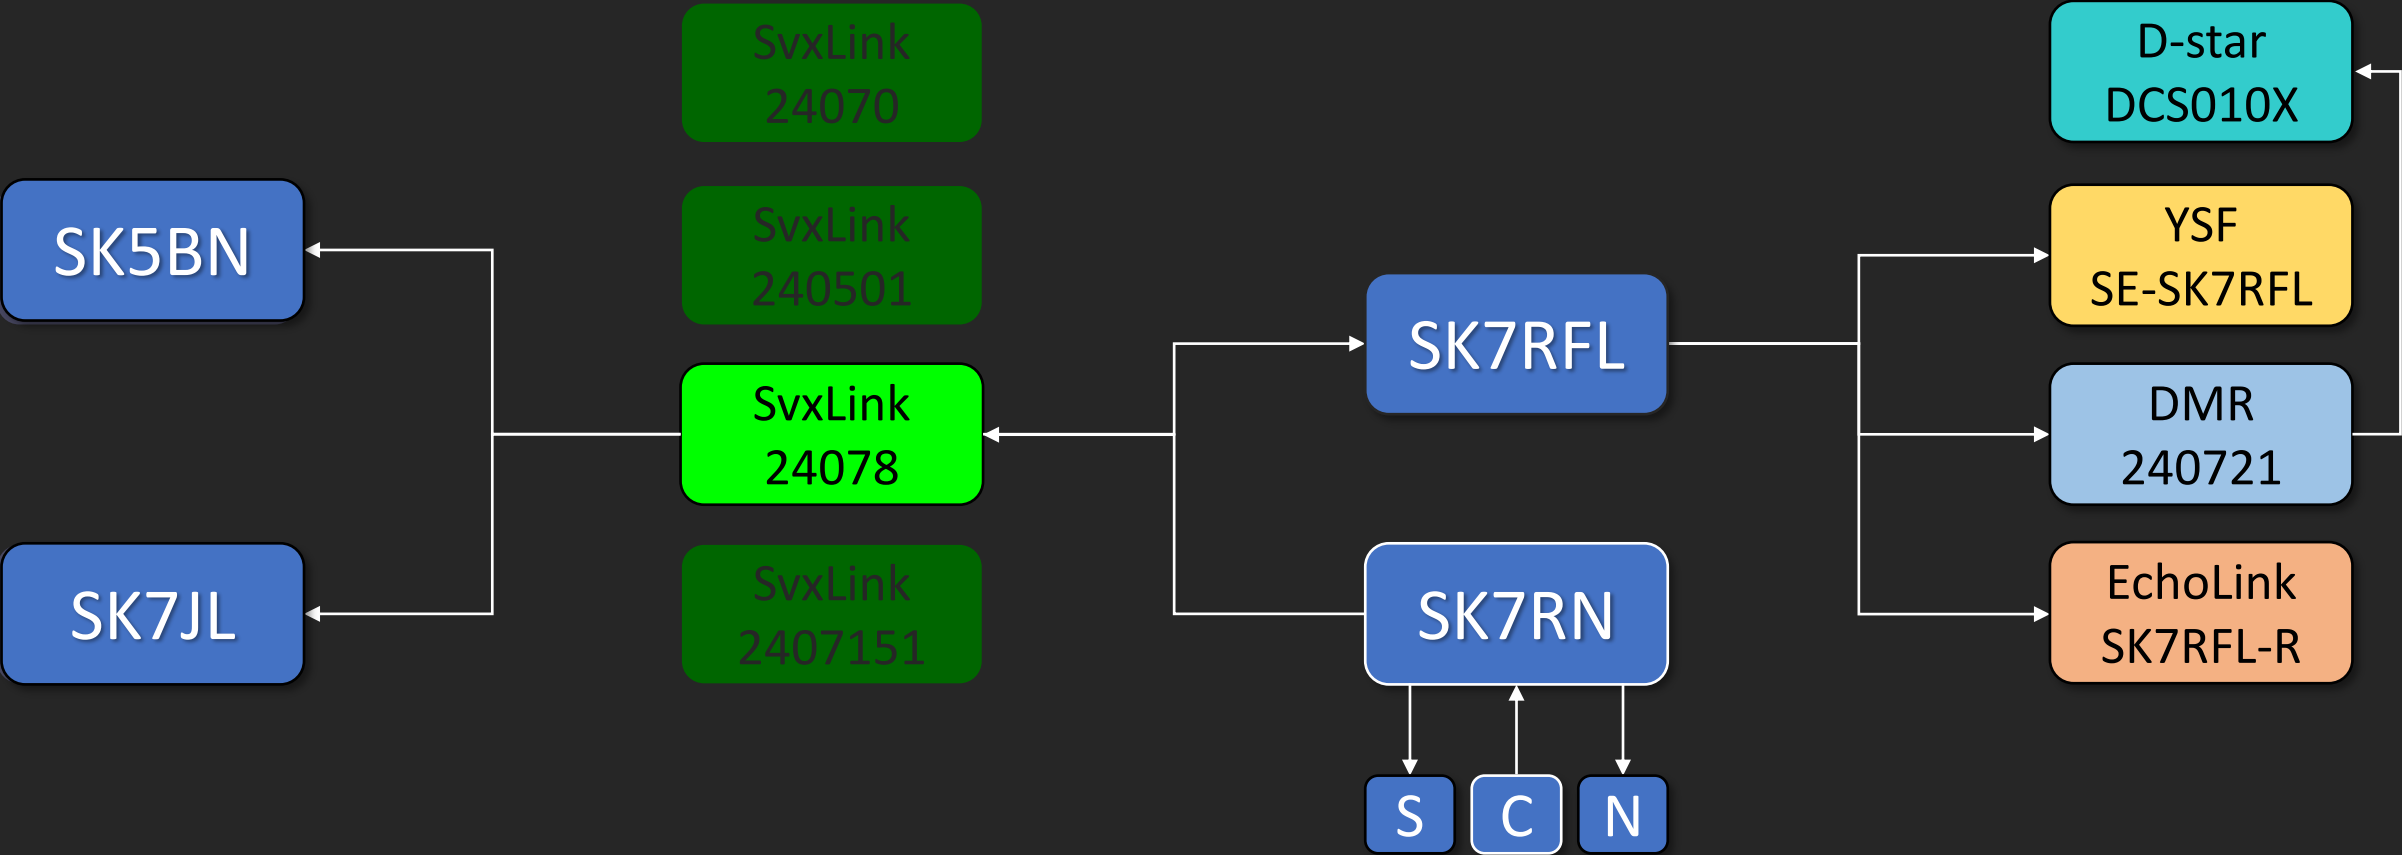 SK5BN
SK7JL
SvxLink
24070
SvxLink
240501
SvxLink
24078
SvxLink
2407151
SK7RFL
SK7RN
S
C
N
D-star
DCS010X
YSF
SE-SK7RFL
DMR
240721
EchoLink
SK7RFL-R